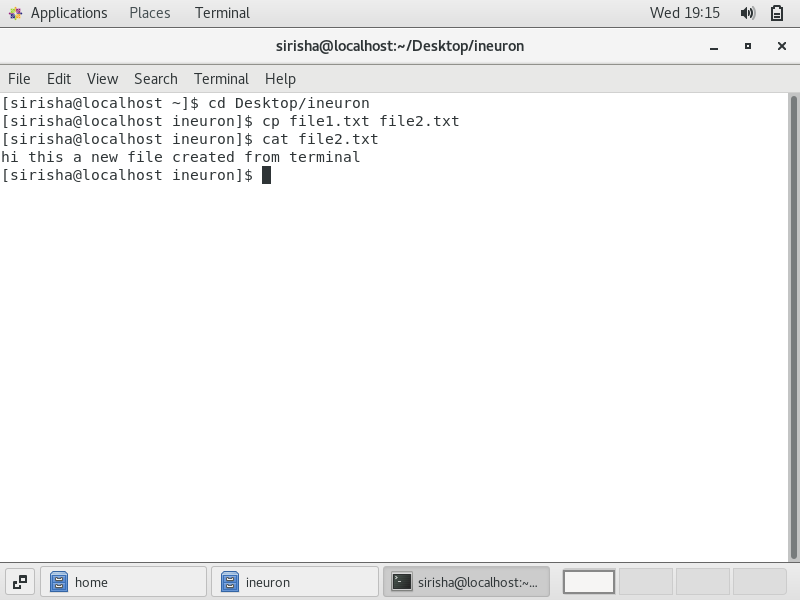 Applications Places Terminal Wed 19:15
sirisha@localhost:~/Desktop/ineuron
File Edit View Search Terminal Help
[sirisha@localhost ~]$ cd Desktop/ineuron
[sirisha@localhost ineuron]$ cp file1.txt file2.txt
[sirisha@localhost ineuron]$ cat file2.txt
hi this a new file created from terminal
[sirisha@localhost ineuron]$
home ineuron sirisha@localhost:~...